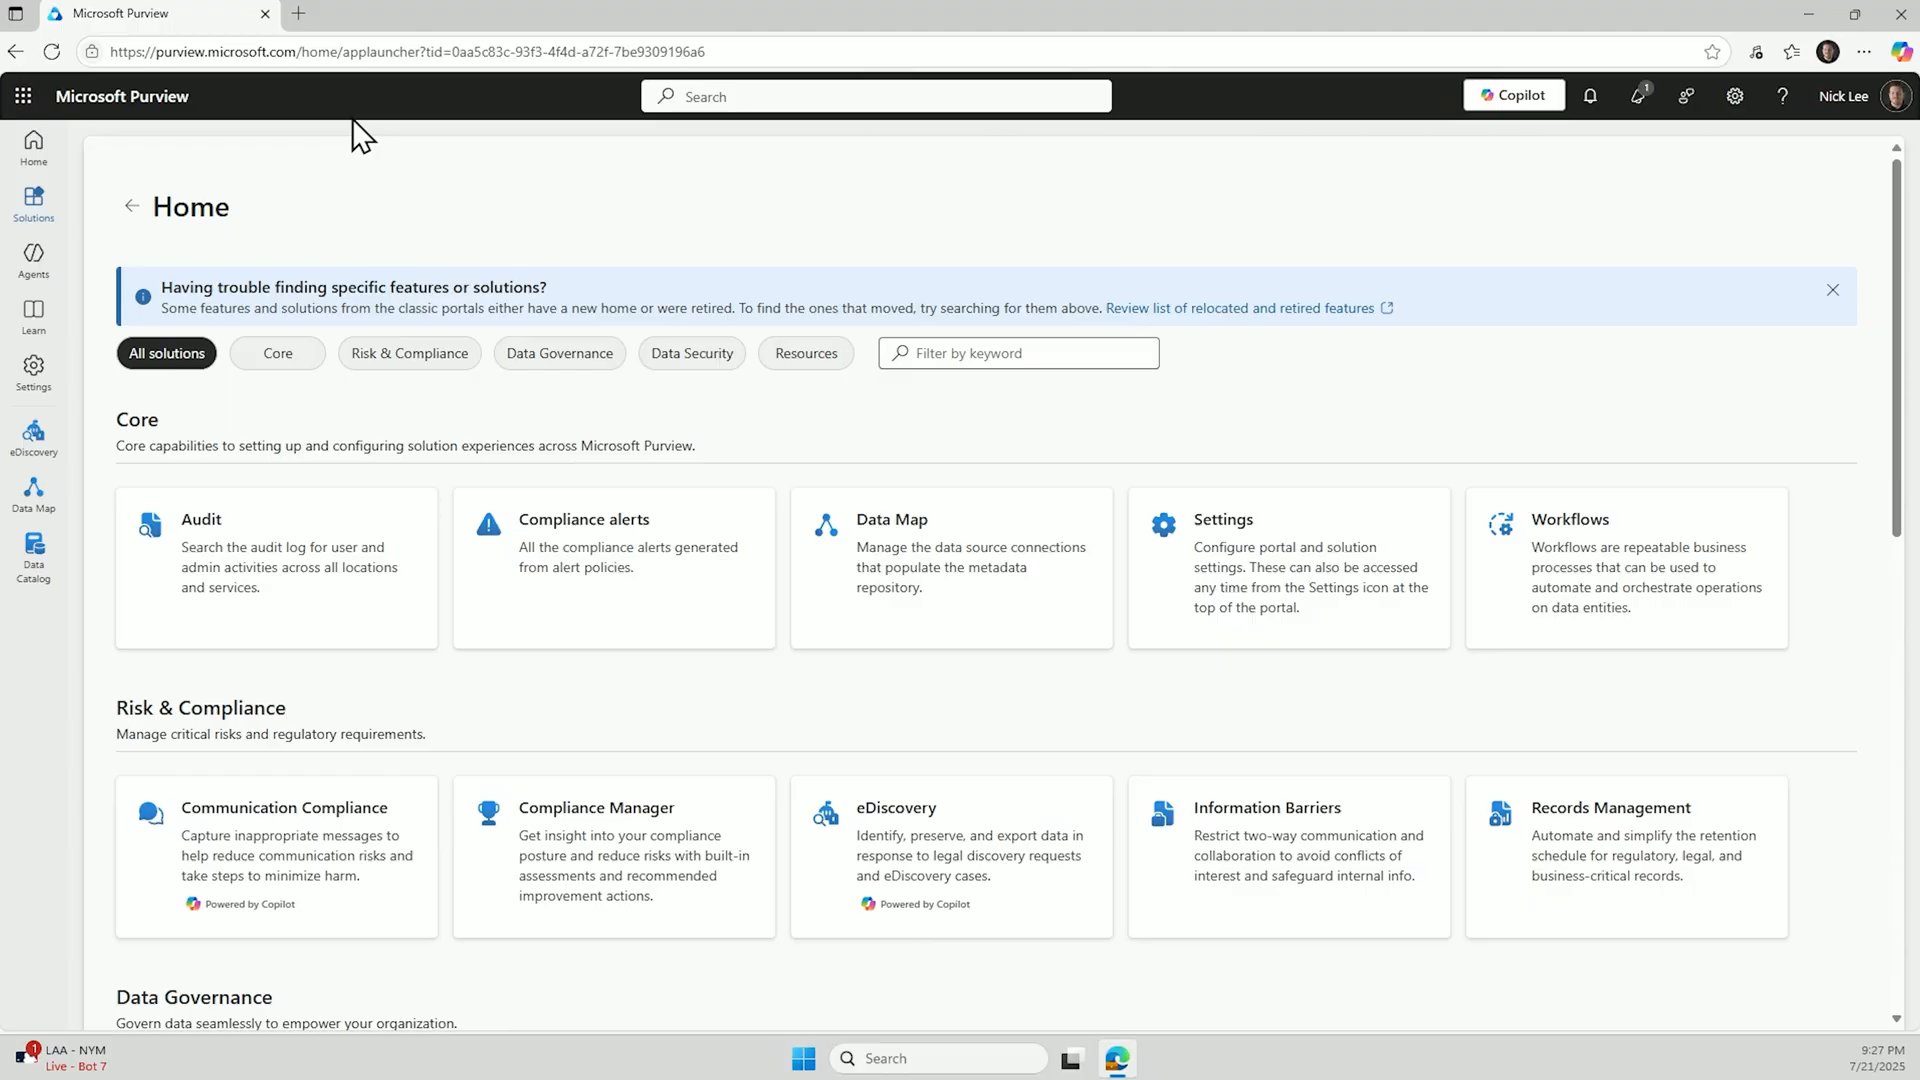 Microsoft Purview
https://purview.microsoft.com/home/applauncher?tid=0aa5c83c-93f3-4f4d-a72f-7be9309196a6
Microsoft Purview
Search
Copilot
1
Nick Lee
Home
Solutions
Agents
Learn
Settings
eDiscovery
Data Map
Data
Catalog
Home
Having trouble finding specific features or solutions?
Some features and solutions from the classic portals either have a new home or were retired. To find the ones that moved, try searching for them above. Review list of relocated and retired features
All solutions
Core
Risk & Compliance
Data Governance
Data Security
Resources
Filter by keyword
Core
Core capabilities to setting up and configuring solution experiences across Microsoft Purview.
Audit
Search the audit log for user and
admin activities across all locations
and services.
Compliance alerts
All the compliance alerts generated
from alert policies.
Data Map
Manage the data source connections
that populate the metadata
repository.
Settings
Configure portal and solution
settings. These can also be accessed
any time from the Settings icon at the
top of the portal.
Workflows
Workflows are repeatable business
processes that can be used to
automate and orchestrate operations
on data entities.
Risk & Compliance
Manage critical risks and regulatory requirements.
Communication Compliance
Capture inappropriate messages to
help reduce communication risks and
take steps to minimize harm.
Powered by Copilot
Compliance Manager
Get insight into your compliance
posture and reduce risks with built-in
assessments and recommended
improvement actions.
eDiscovery
Identify, preserve, and export data in
response to legal discovery requests
and eDiscovery cases.
Powered by Copilot
Information Barriers
Restrict two-way communication and
collaboration to avoid conflicts of
interest and safeguard internal info.
Records Management
Automate and simplify the retention
schedule for regulatory, legal, and
business-critical records.
Data Governance
Govern data seamlessly to empower your organization.
1
LAA - NYM
Live - Bot 7
Search
9:27 PM
7/21/2025